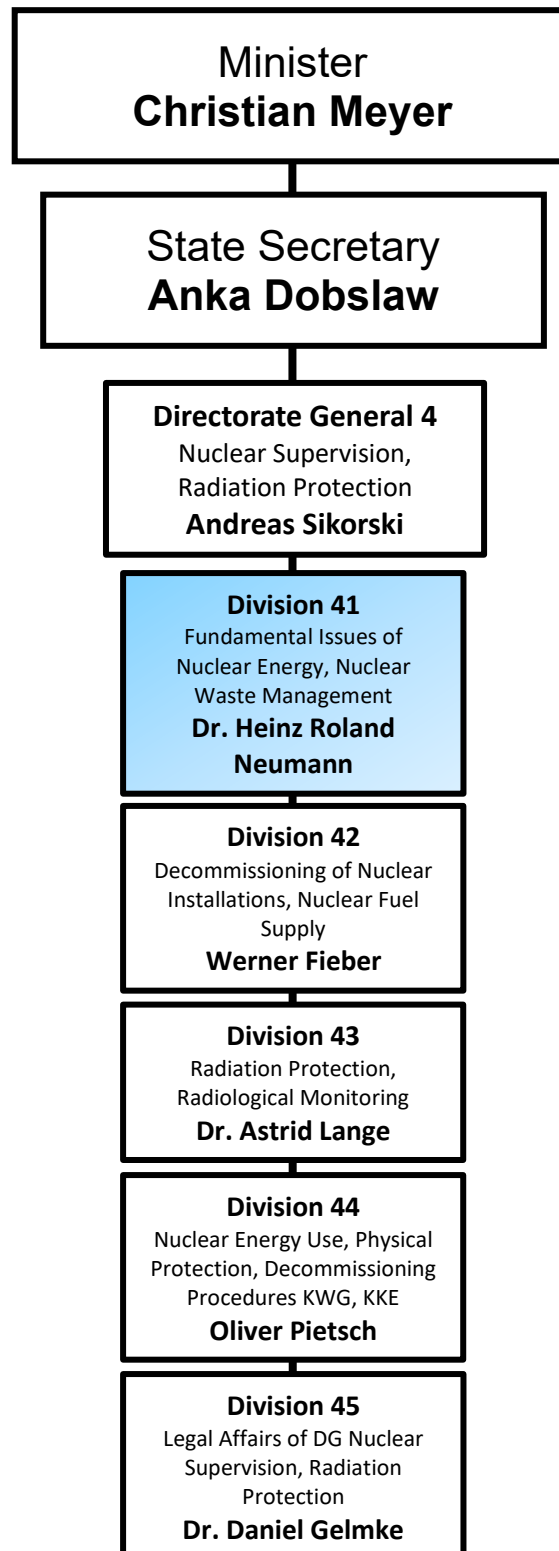 Minister
Christian Meyer
State Secretary
Anka Dobslaw
Directorate General 4
Nuclear Supervision,
Radiation Protection
Andreas Sikorski
Division 41
Fundamental Issues of
Nuclear Energy, Nuclear
Waste Management
Dr. Heinz Roland
Neumann
Division 42
Decommissioning of Nuclear
Installations, Nuclear Fuel
Supply
Werner Fieber
Division 43
Radiation Protection,
Radiological Monitoring
Dr. Astrid Lange
Division 44
Nuclear Energy Use, Physical
Protection, Decommissioning
Procedures KWG, KKE
Oliver Pietsch
Division 45
Legal Affairs of DG Nuclear
Supervision, Radiation
Protection
Dr. Daniel Gelmke